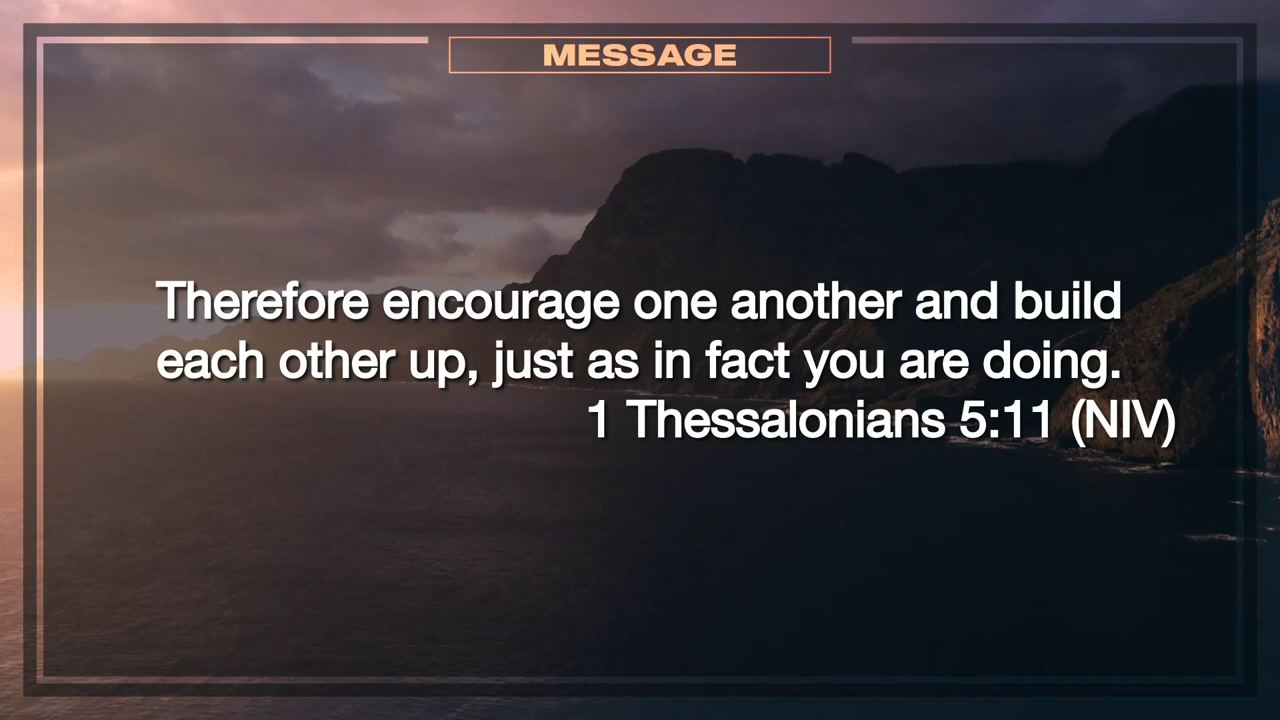 MESSAGE
Therefore encourage one another and build
each other up, just as in fact you are doing.
1 Thessalonians 5:11 (NIV)